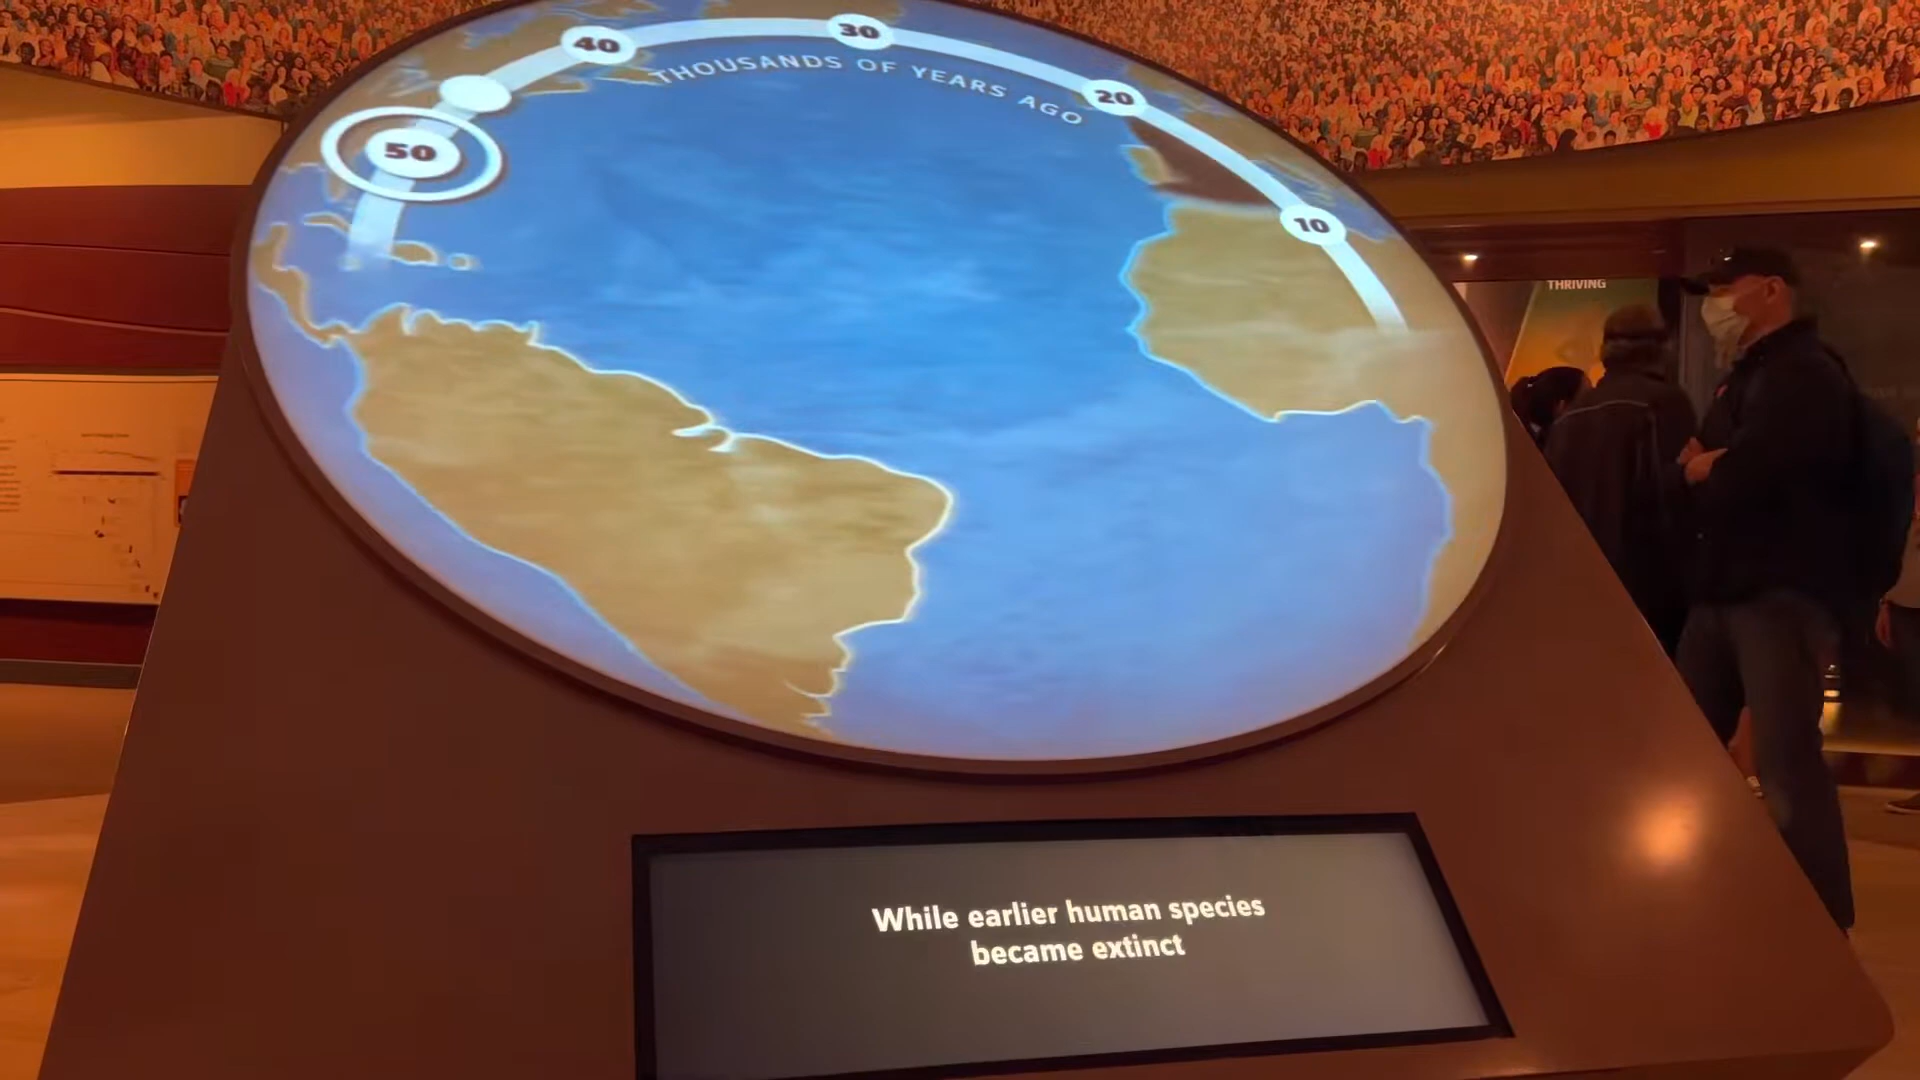 40
30
20
50
10
THOUSANDS OF YEARS AGO
THRIVING
While earlier human species
became extinct